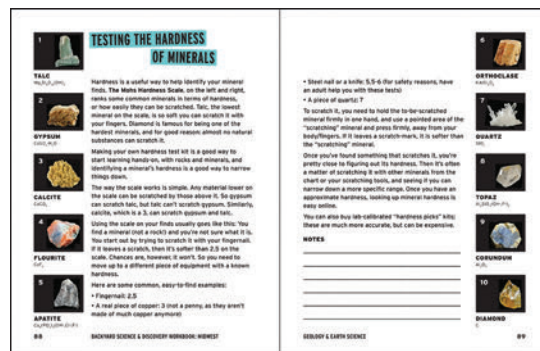 1
TALC
TESTING THE HARDNESS
OF MINERALS
Hardness is a useful way to help identify your mineral
finds. The Mohs Hardness Scale, on the left and right,
ranks some common minerals in terms of hardness,
or how easily they can be scratched. Talc, the lowest
mineral on the scale, is so soft you can scratch it with
your fingers. Diamond is famous for being one of the
hardest minerals, and for good reason: almost no natural
substances can scratch it.
Making your own hardness test kit is a good way to
start learning hands-on, with rocks and minerals, and
identifying a mineral's hardness is a good way to narrow
things down.
The way the scale works is simple. Any material lower on
the scale can be scratched by those above it. So gypsum
can scratch talc, but talc can't scratch gypsum. Similarly,
calcite, which is a 3, can scratch gypsum and talc.
Using the scale on your finds usually goes like this: You
find a mineral (not a rock) and you're not sure what it is.
You start out by trying to scratch it with your fingernail.
If it leaves a scratch, then it's softer than 2.5 on the
scale. Chances are, however, it won't. So you need to
move up to a different piece of equipment with a known
hardness.
Here are some common, easy-to-find examples:
• Fingernail: 2.5
• A real piece of copper: 3 (not a penny, as they aren't
made of much copper anymore)
2
GYPSUM
3
CALCITE
CaCO₃
4
FLOURITE
CaF₂
5
APATITE
88
BACKYARD SCIENCE & DISCOVERY WORKBOOK: MIDWEST
• Steel nail or a knife: 5.5-6 (for safety reasons, have
an adult help you with these tests)
• A piece of quartz: 7
To scratch it, you need to hold the to-be-scratched
mineral firmly in one hand, and use a pointed area of the
"scratching" mineral and press firmly, away from your
body/fingers. If it leaves a scratch-mark, it is softer than
the "scratching" mineral.
Once you've found something that scratches it, you're
pretty close to figuring out its hardness. Then it's often
a matter of scratching it with other minerals from the
chart or your scratching tools, and seeing if you can
narrow down a more specific range. Once you have an
approximate hardness, looking up mineral hardness is
easy online.
You can also buy lab-calibrated "hardness picks" kits;
these are much more accurate, but can be expensive.
NOTES
6
ORTHOCLASE
7
QUARTZ
SiO₂
8
TOPAZ
9
CORUNDUM
Al₂O₃
10
DIAMOND
C
GEOLOGY & EARTH SCIENCE
89